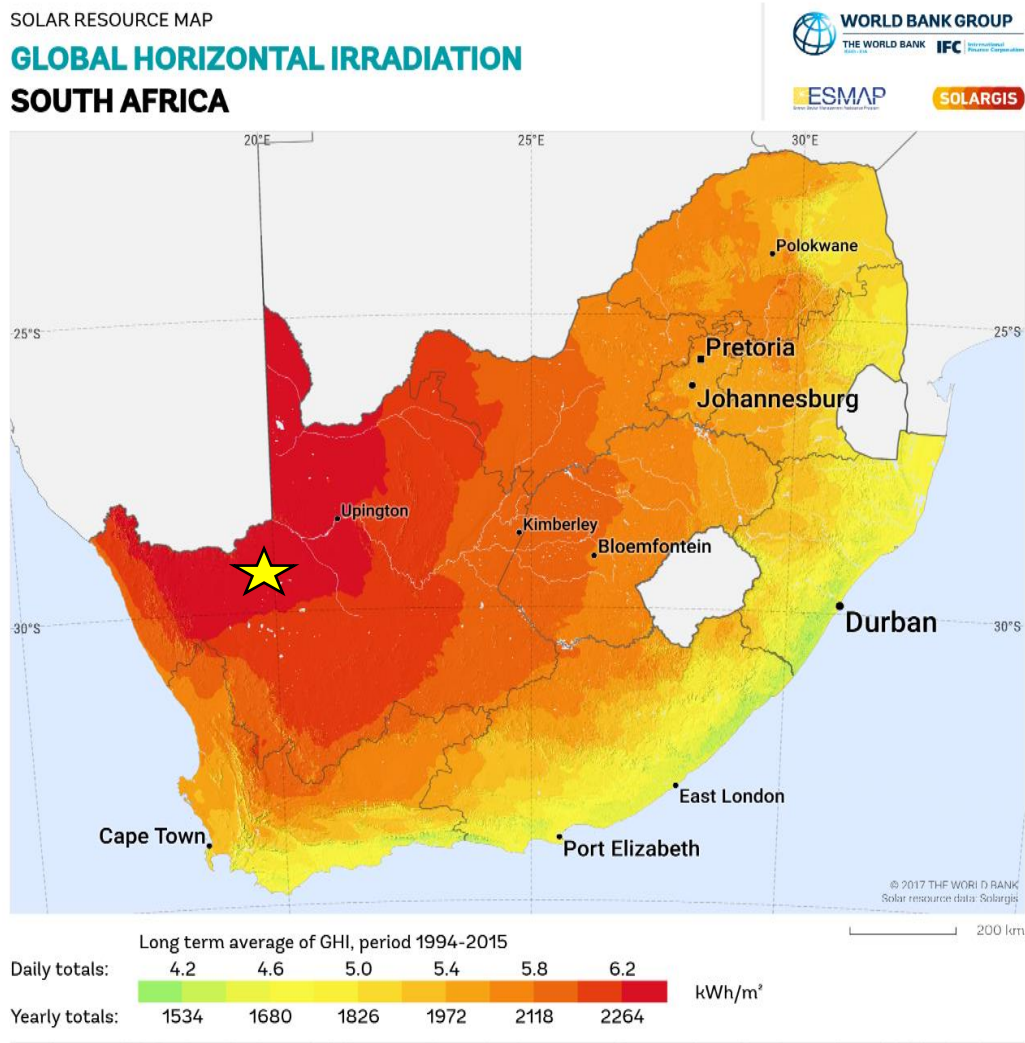 SOLAR RESOURCE MAP
GLOBAL HORIZONTAL IRRADIATION
SOUTH AFRICA
WORLD BANK GROUP
THE WORLD BANK
IFC International Finance Corporation
ESMAP
SOLARGIS
20°E
25°E
30°E
Polokwane
25°S
25°S
Pretoria
Johannesburg
Upington
Kimberley
Bloemfontein
Durban
30°S
30°S
East London
Cape Town
Port Elizabeth
© 2017 THE WORLD BANK
Solar resource data: Solargis
200 km
Long term average of GHI, period 1994-2015
Daily totals: 4.2 4.6 5.0 5.4 5.8 6.2
kWh/m²
Yearly totals: 1534 1680 1826 1972 2118 2264